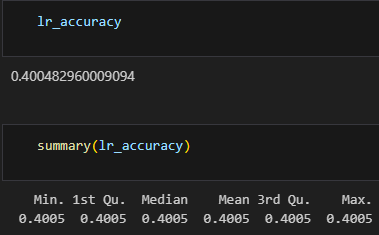 lr_accuracy
0.400482960009094
summary(lr_accuracy)
Min. 1st Qu. Median Mean 3rd Qu. Max.
0.4005 0.4005 0.4005 0.4005 0.4005 0.4005